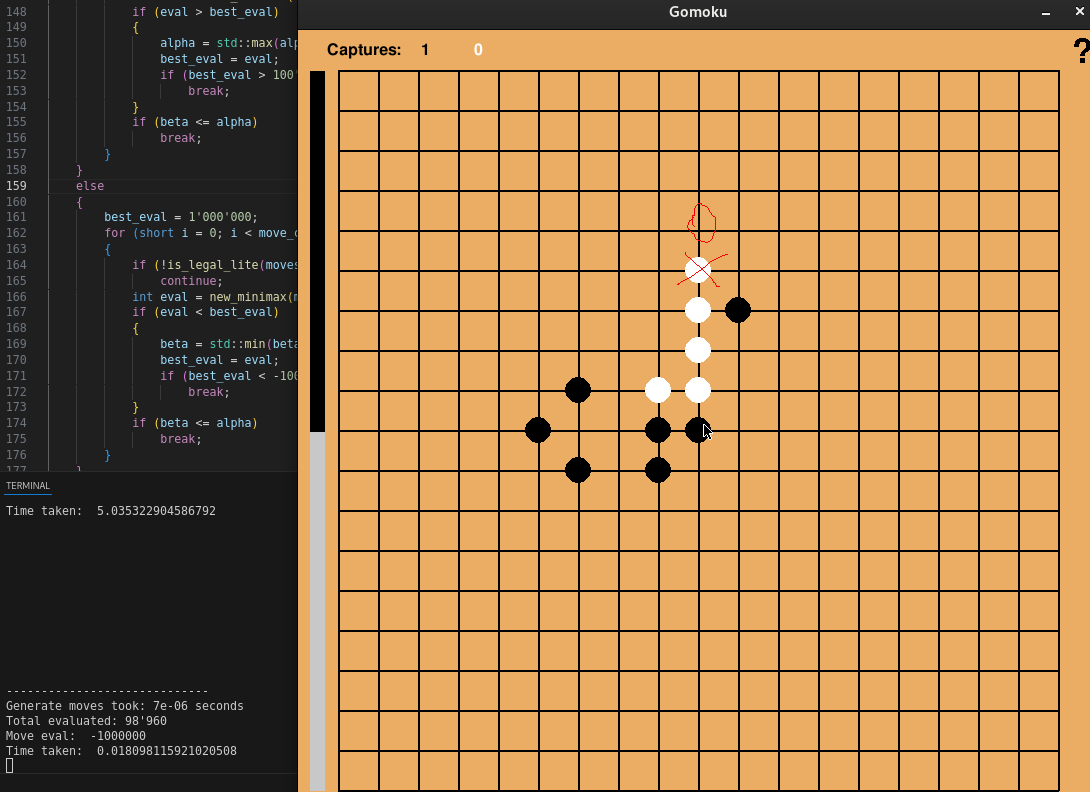 148 if (eval > best_eval)
149 {
150 alpha = std::max(alp
151 best_eval = eval;
152 if (best_eval > 100'
153 break;
154 }
155 if (beta <= alpha)
156 break;
157 }
158 }
159 else
160 {
161 best_eval = 1'000'000;
162 for (short i = 0; i < move_c
163 {
164 if (!is_legal_lite(moves
165 continue;
166 int eval = new_minimax(m
167 if (eval < best_eval)
168 {
169 beta = std::min(beta
170 best_eval = eval;
171 if (best_eval < -100
172 break;
173 }
174 if (beta <= alpha)
175 break;
176 }
177 }
TERMINAL
Time taken:  5.035322904586792
-----------------------------
Generate moves took: 7e-06 seconds
Total evaluated: 98'960
Move eval:  -1000000
Time taken:  0.018098115921020508
Gomoku
Captures: 1 0
?